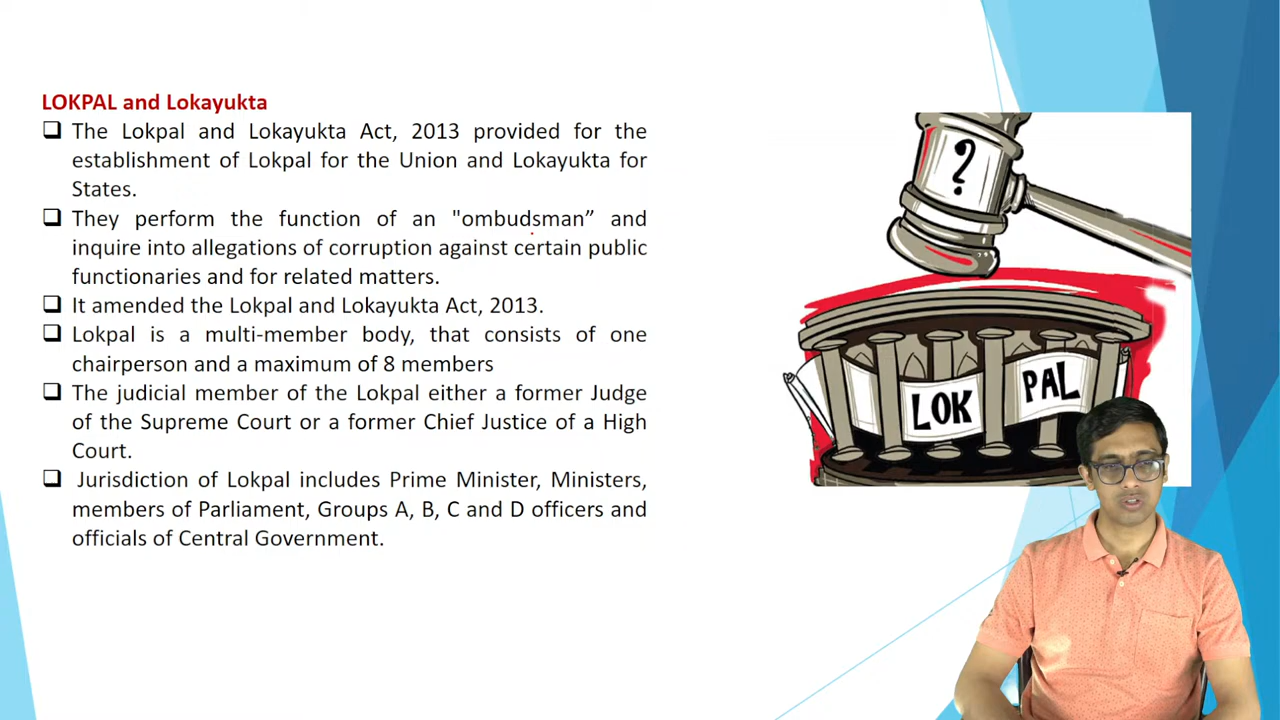 LOKPAL and Lokayukta
The Lokpal and Lokayukta Act, 2013 provided for the
establishment of Lokpal for the Union and Lokayukta for
States.
They perform the function of an "ombudsman” and
inquire into allegations of corruption against certain public
functionaries and for related matters.
It amended the Lokpal and Lokayukta Act, 2013.
Lokpal is a multi-member body, that consists of one
chairperson and a maximum of 8 members
The judicial member of the Lokpal either a former Judge
of the Supreme Court or a former Chief Justice of a High
Court.
Jurisdiction of Lokpal includes Prime Minister, Ministers,
members of Parliament, Groups A, B, C and D officers and
officials of Central Government.
?
LOK PAL